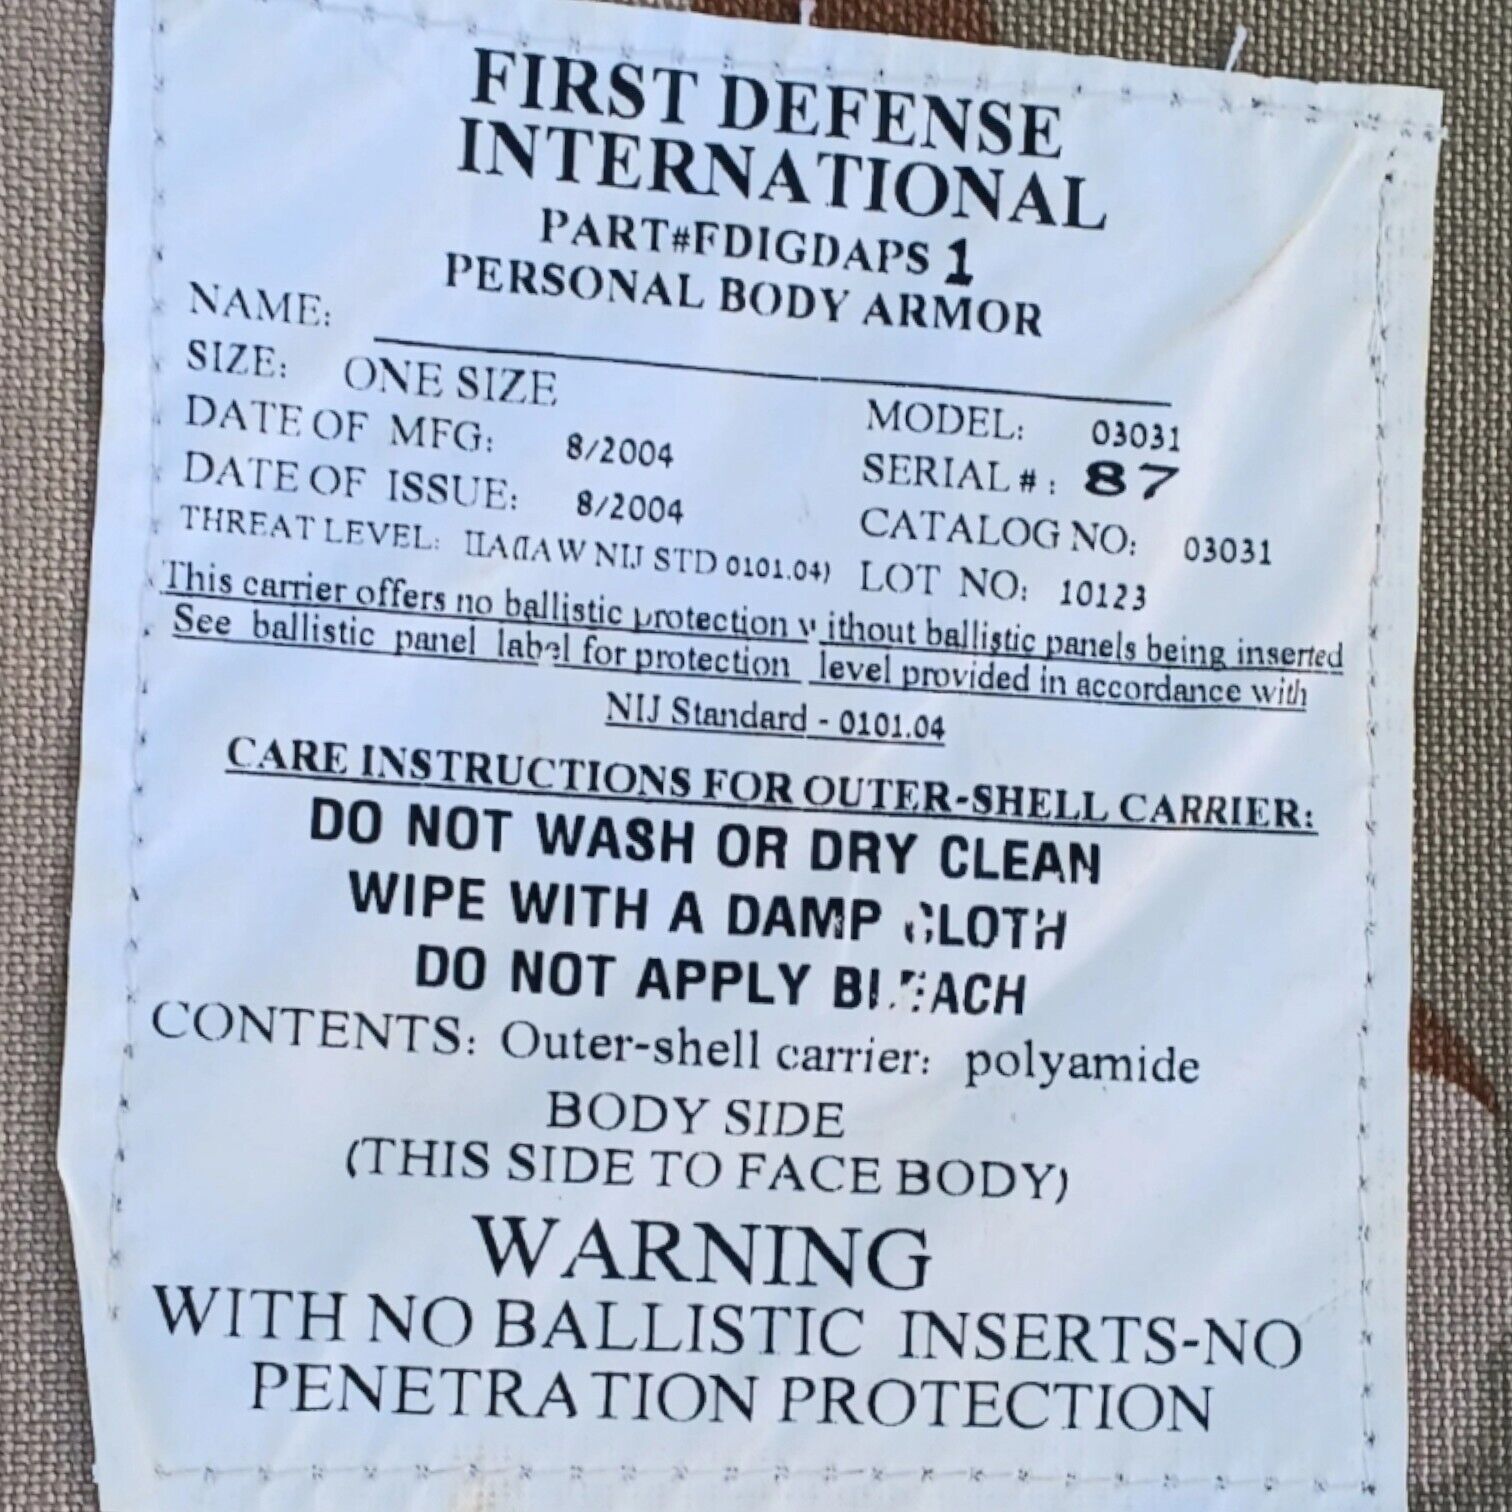 FIRST DEFENSE
INTERNATIONAL
PART#FDIGDAPS 1
PERSONAL BODY ARMOR
NAME:
SIZE: ONE SIZE
MODEL: 03031
DATE OF MFG: 8/2004
SERIAL #: 87
DATE OF ISSUE: 8/2004
CATALOG NO: 03031
THREAT LEVEL: IIA(IAW NIJ STD 0101.04)
LOT NO: 10123
This carrier offers no ballistic protection without ballistic panels being inserted
See ballistic panel label for protection level provided in accordance with
NIJ Standard - 0101.04
CARE INSTRUCTIONS FOR OUTER-SHELL CARRIER:
DO NOT WASH OR DRY CLEAN
WIPE WITH A DAMP CLOTH
DO NOT APPLY BLEACH
CONTENTS: Outer-shell carrier: polyamide
BODY SIDE
(THIS SIDE TO FACE BODY)
WARNING
WITH NO BALLISTIC INSERTS-NO
PENETRATION PROTECTION